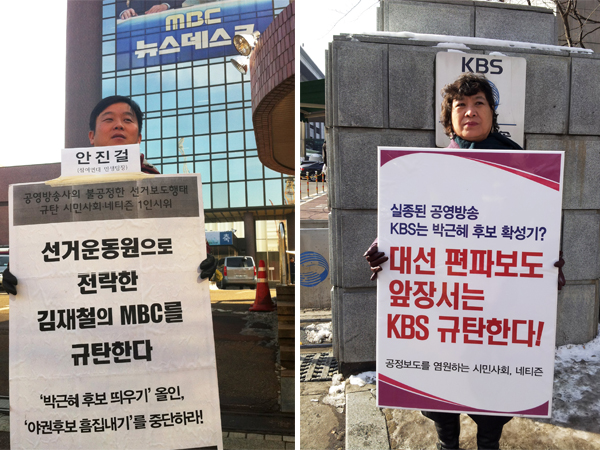 MBC
뉴스데스크
안진걸
(참여연대 민생팀장)
공영방송사의 불공정한 선거보도행태
규탄 시민사회·네티즌 1인시위
선거운동원으로
전락한
김재철의 MBC를
규탄한다
'박근혜 후보 띄우기' 올인,
'야권후보 흠집내기'를 중단하라!
KBS
실종된 공영방송
KBS는 박근혜 후보 확성기?
대선 편파보도
앞장서는
KBS 규탄한다!
공정보도를 염원하는 시민사회, 네티즌